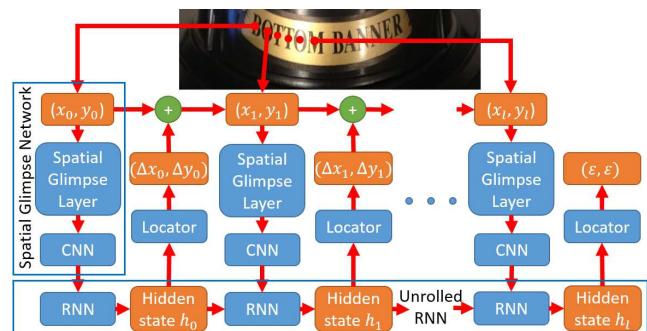 BOTTOM BANNER
(x₀, y₀)
+
(x₁, y₁)
+
(xₗ, yₗ)
Spatial Glimpse Network
Spatial Glimpse Layer
(Δx₀, Δy₀)
Spatial Glimpse Layer
(Δx₁, Δy₁)
Spatial Glimpse Layer
(ε, ε)
Locator
Locator
Locator
CNN
CNN
CNN
RNN
Hidden state h₀
RNN
Hidden state h₁
Unrolled RNN
RNN
Hidden state hₗ